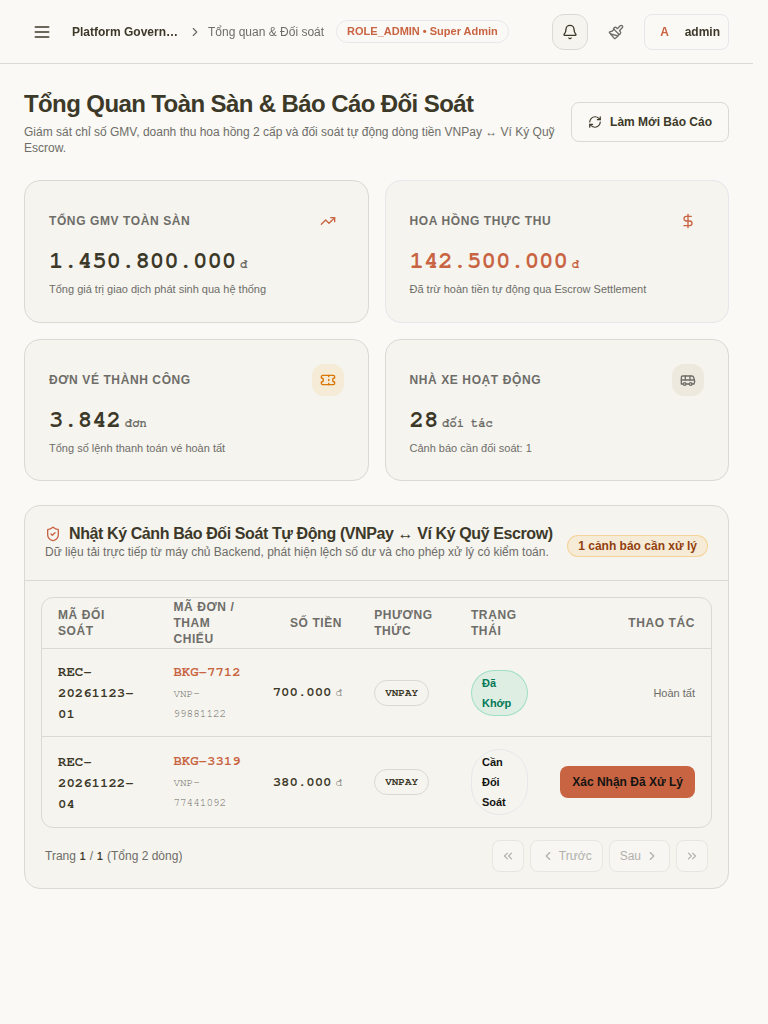 Platform Govern…
Tổng quan & Đối soát
ROLE_ADMIN • Super Admin
A
admin
Tổng Quan Toàn Sàn & Báo Cáo Đối Soát
Giám sát chỉ số GMV, doanh thu hoa hồng 2 cấp và đối soát tự động dòng tiền VNPay ↔ Ví Ký Quỹ
Escrow.
Làm Mới Báo Cáo
TỔNG GMV TOÀN SÀN
1.450.800.000 đ
Tổng giá trị giao dịch phát sinh qua hệ thống
HOA HỒNG THỰC THU
142.500.000 đ
Đã trừ hoàn tiền tự động qua Escrow Settlement
ĐƠN VÉ THÀNH CÔNG
3.842 đơn
Tổng số lệnh thanh toán vé hoàn tất
NHÀ XE HOẠT ĐỘNG
28 đối tác
Cảnh báo cần đối soát: 1
Nhật Ký Cảnh Báo Đối Soát Tự Động (VNPay ↔ Ví Ký Quỹ Escrow)
Dữ liệu tải trực tiếp từ máy chủ Backend, phát hiện lệch số dư và cho phép xử lý có kiểm toán.
1 cảnh báo cần xử lý
MÃ ĐỐI
SOÁT
MÃ ĐƠN /
THAM
CHIẾU
SỐ TIỀN
PHƯƠNG
THỨC
TRẠNG
THÁI
THAO TÁC
REC-
20261123-
01
BKG-7712
VNP-
99881122
700.000 đ
VNPAY
Đã
Khớp
Hoàn tất
REC-
20261122-
04
BKG-3319
VNP-
77441092
380.000 đ
VNPAY
Cần
Đối
Soát
Xác Nhận Đã Xử Lý
Trang 1 / 1 (Tổng 2 dòng)
Trước
Sau